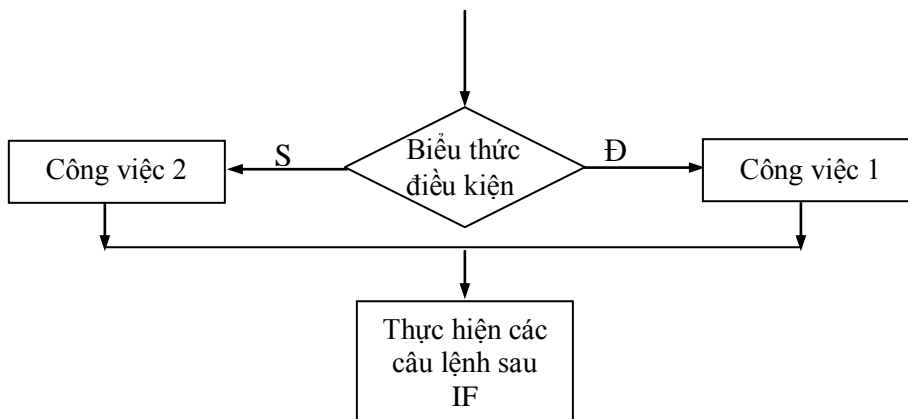 Biểu thức
điều kiện
S
Đ
Công việc 2
Công việc 1
Thực hiện các
câu lệnh sau
IF